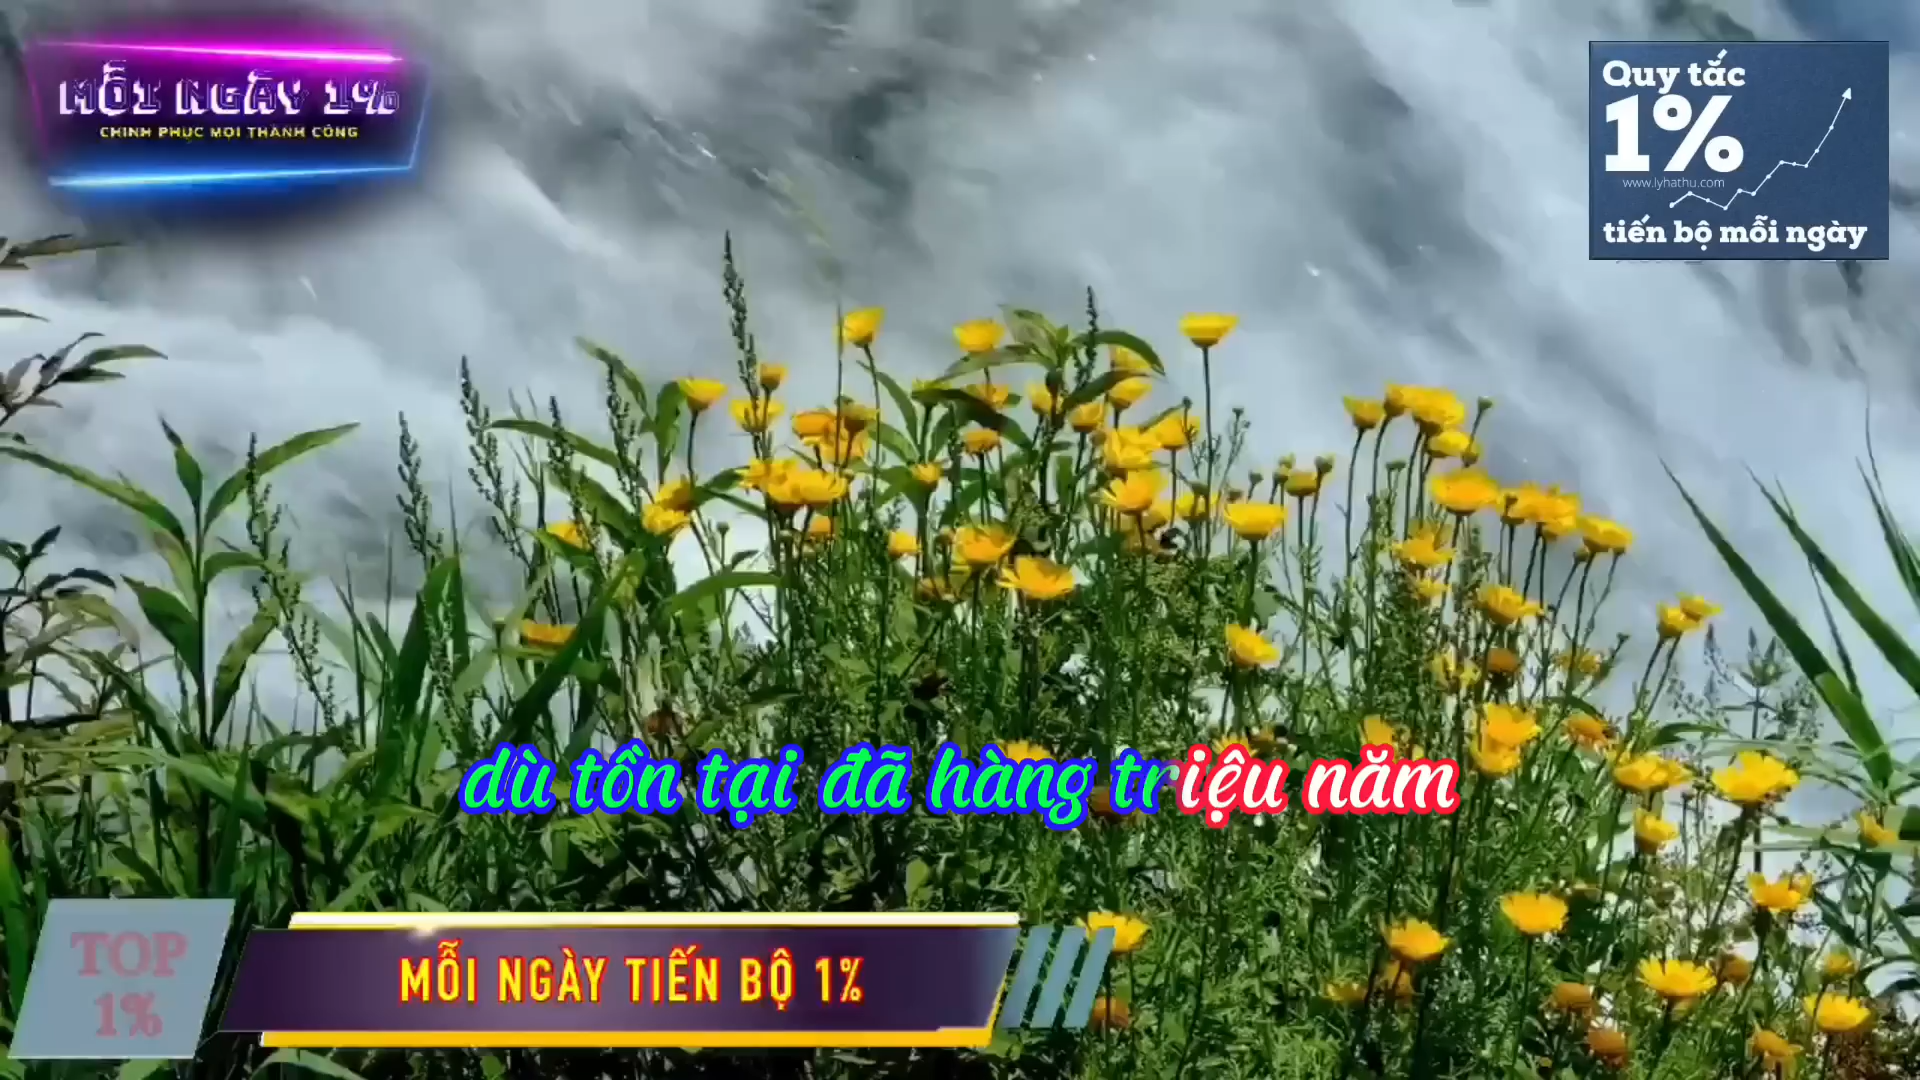 MỖI NGÀY 1%
CHINH PHỤC MỌI THÀNH CÔNG
Quy tắc
1%
www.lyhathu.com
tiến bộ mỗi ngày
dù tồn tại đã hàng triệu năm
TOP
1%
MỖI NGÀY TIẾN BỘ 1%